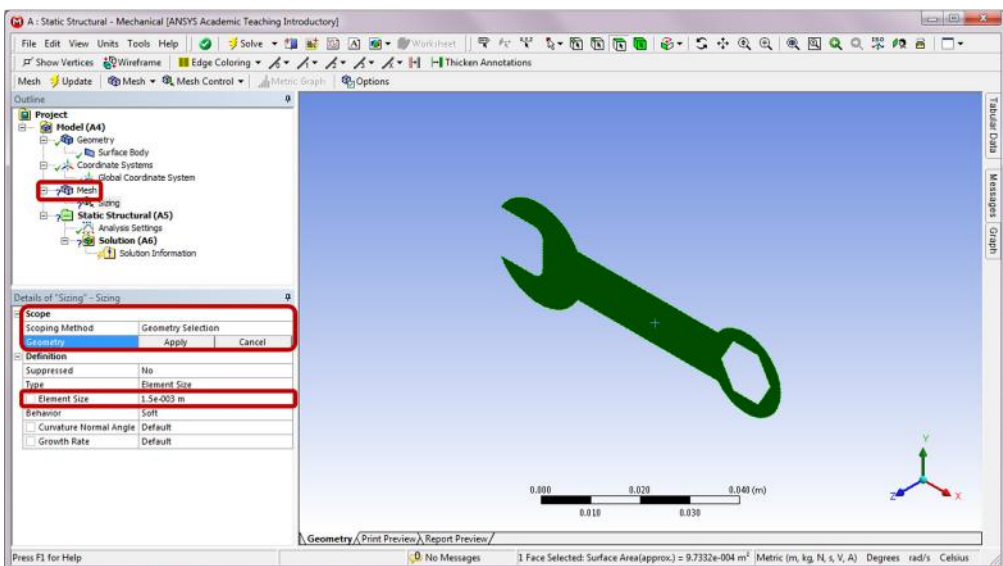 A : Static Structural - Mechanical [ANSYS Academic Teaching Introductory]
File Edit View Units Tools Help Solve Worksheet
Show Vertices Wireframe Edge Coloring Thicken Annotations
Mesh Update Mesh Mesh Control Metric Graph Options
Outline
Project
Model (A4)
Geometry
Surface Body
Coordinate Systems
Global Coordinate System
Mesh
Sizing
Static Structural (A5)
Analysis Settings
Solution (A6)
Solution Information
Details of "Sizing" - Sizing
Scope
Scoping Method Geometry Selection
Geometry Apply Cancel
Definition
Suppressed No
Type Element Size
Element Size 1.5e-003 m
Behavior Soft
Curvature Normal Angle Default
Growth Rate Default
Tabular Data
Messages
Graph
0.000 0.020 0.040 (m)
0.010 0.030
Y
Z X
Geometry Print Preview Report Preview
Press F1 for Help 0 No Messages 1 Face Selected: Surface Area(approx.) = 9.7332e-004 m² Metric (m, kg, N, s, V, A) Degrees rad/s Celsius